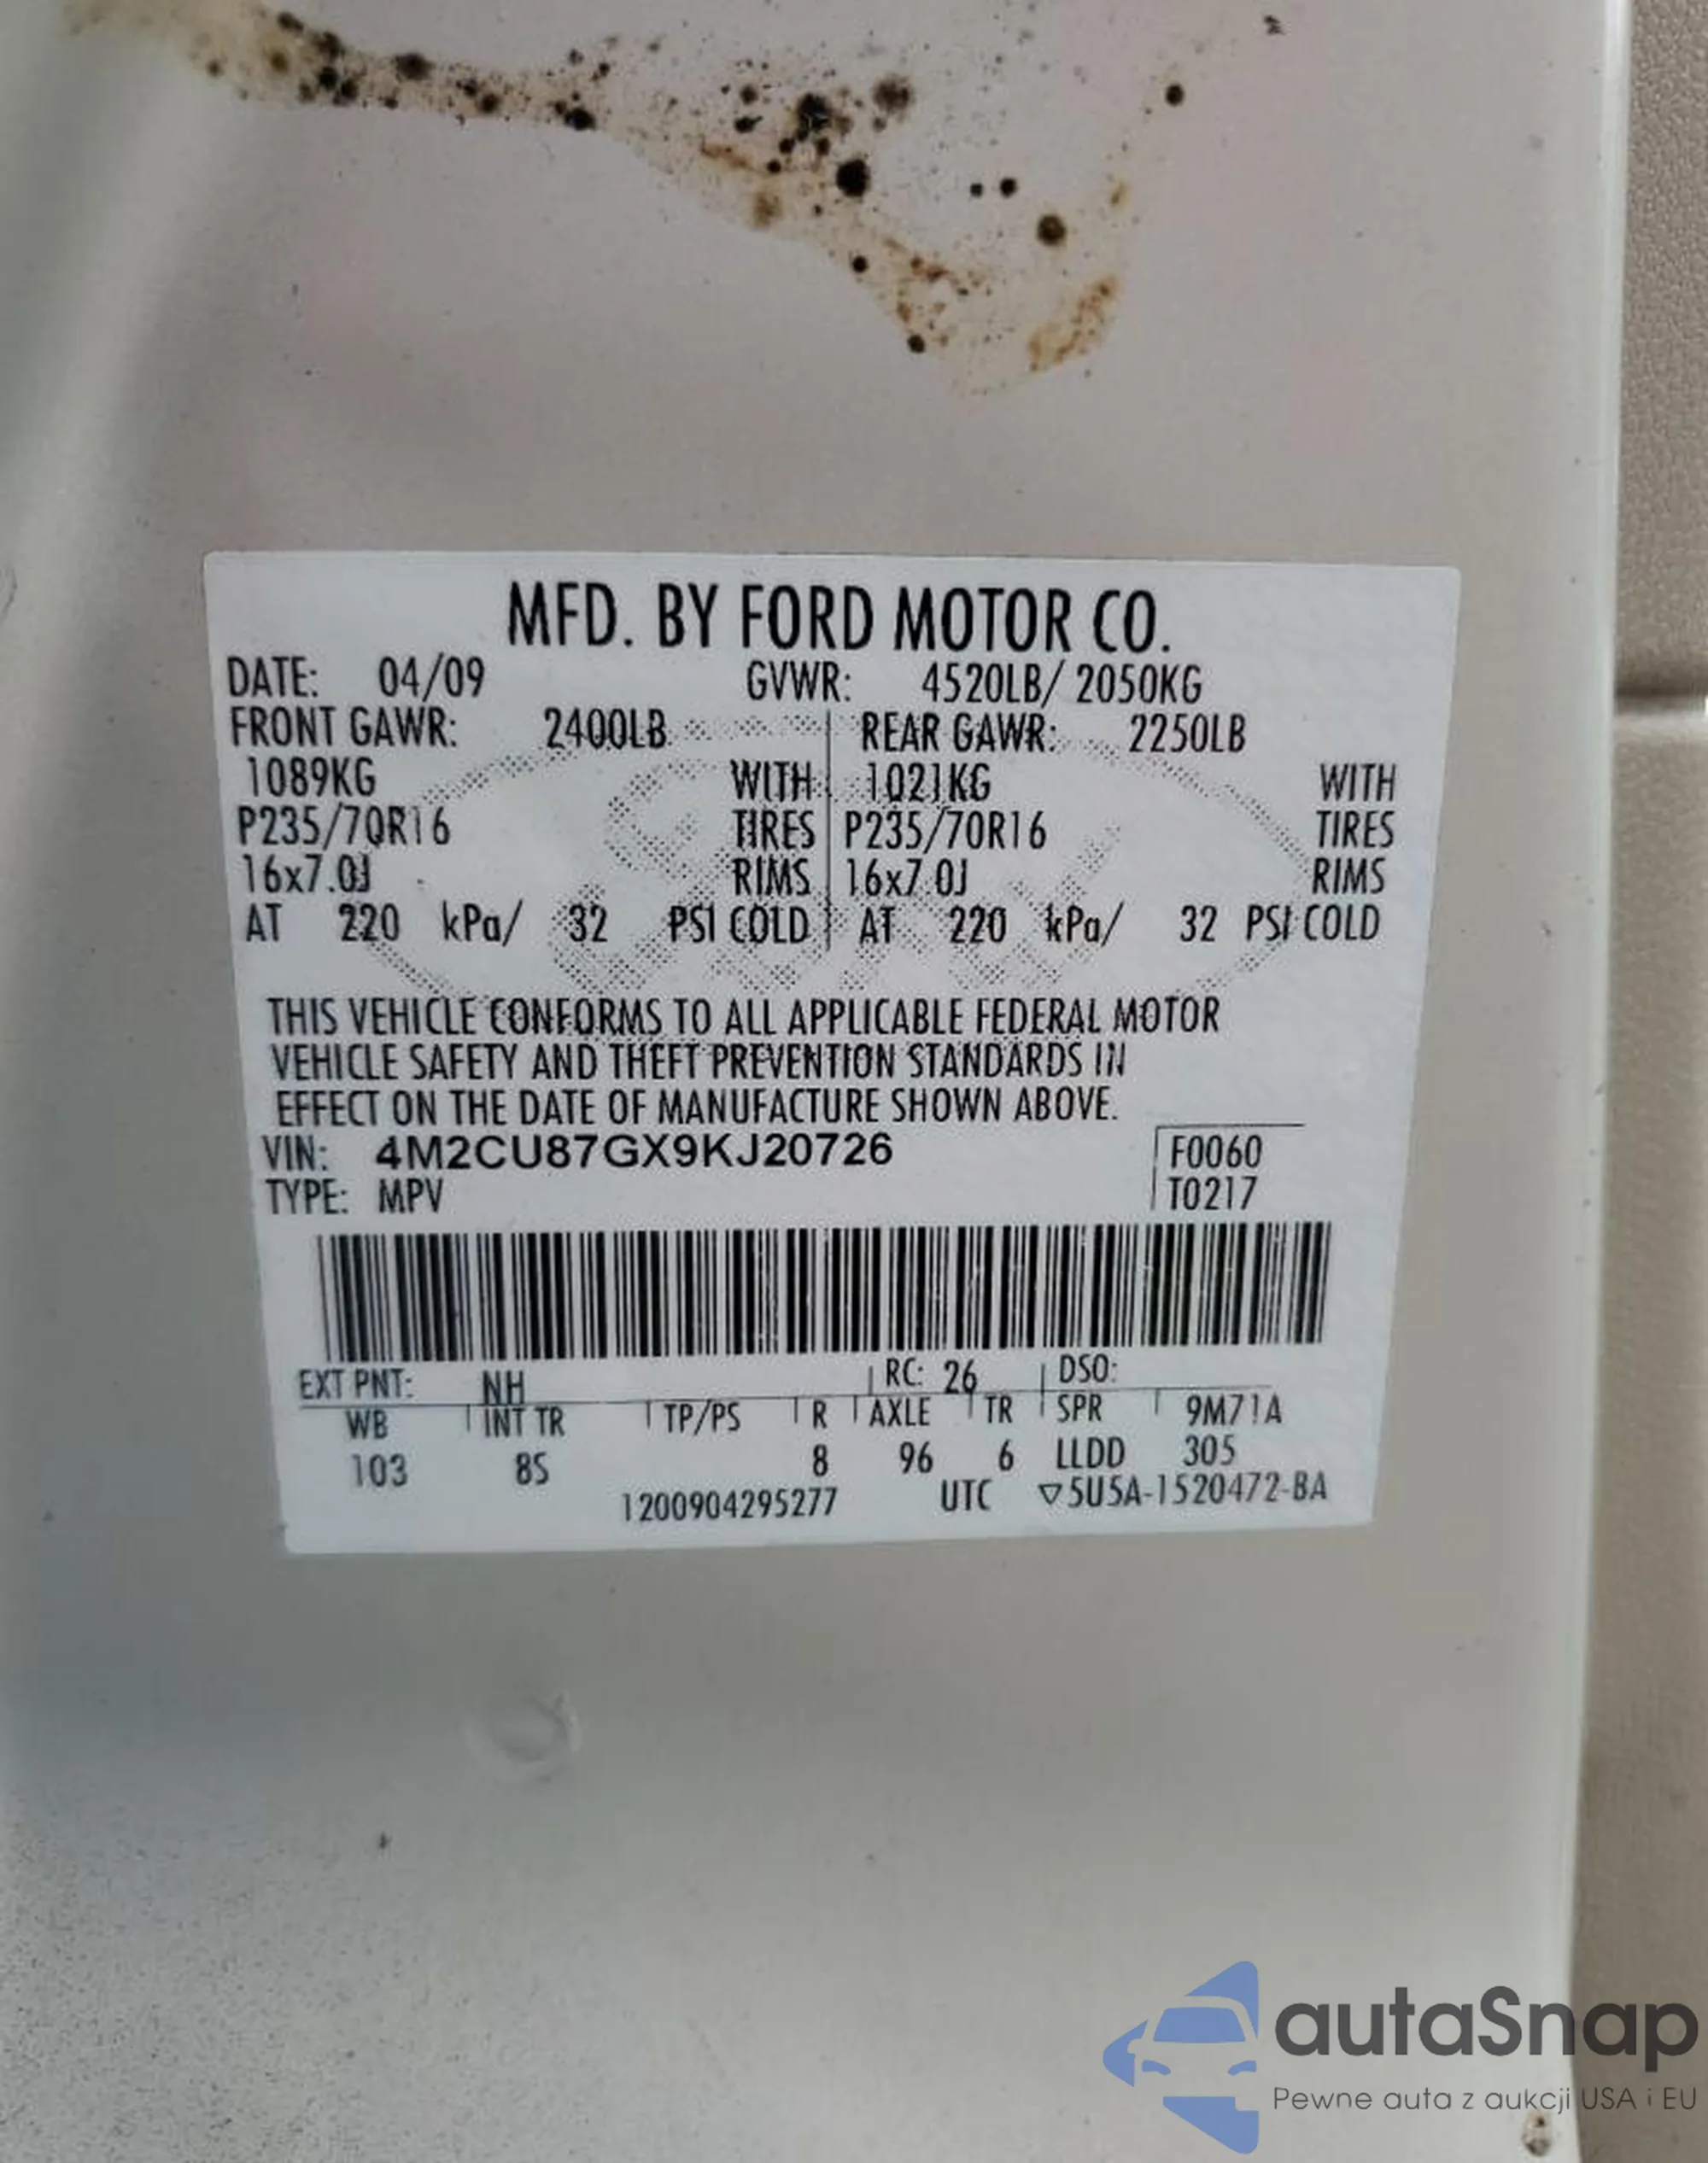 MFD. BY FORD MOTOR CO.
DATE: 04/09 GVWR: 4520LB/ 2050KG
FRONT GAWR: 2400LB REAR GAWR: 2250LB
1089KG WITH 1021KG WITH
P235/70R16 TIRES P235/70R16 TIRES
16x7.0J RIMS 16x7.0J RIMS
AT 220 kPa/ 32 PSI COLD AT 220 kPa/ 32 PSI COLD
THIS VEHICLE CONFORMS TO ALL APPLICABLE FEDERAL MOTOR
VEHICLE SAFETY AND THEFT PREVENTION STANDARDS IN
EFFECT ON THE DATE OF MANUFACTURE SHOWN ABOVE.
VIN: 4M2CU87GX9KJ20726 F0060
TYPE: MPV T0217
EXT PNT: NH RC: 26 DSO:
WB INT TR TP/PS R AXLE TR SPR 9M71A
103 8S 8 96 6 LLDD 305
1200904295277 UTC ▽5U5A-1520472-BA
autaSnap
Pewne auta z aukcji USA i EU